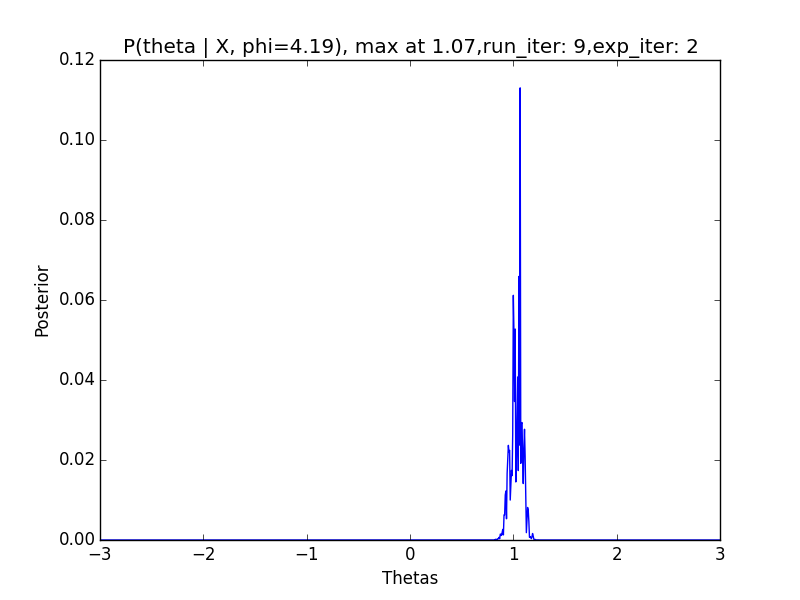 P(theta | X, phi=4.19), max at 1.07,run_iter: 9,exp_iter: 2
0.12
0.10
0.08
0.06
0.04
0.02
0.00
Posterior
−3 −2 −1 0 1 2 3
Thetas